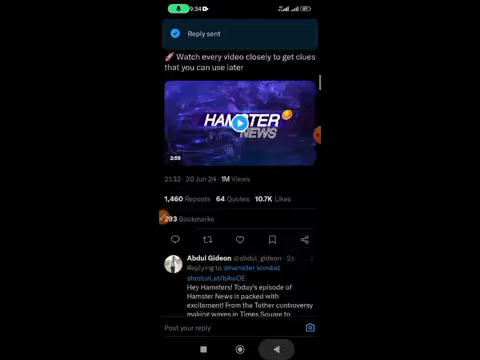 9:34
Reply sent
🚀 Watch every video closely to get clues
that you can use later
HAMSTER
NEWS
2:59
21:32 · 20 Jun 24 · 1M Views
1,460 Reposts 64 Quotes 10.7K Likes
293 Bookmarks
Abdul Gideon @abdul_gideon · 2s
Replying to @hamster_kombat
shorturl.at/bAwOE
Hey Hamsters! Today's episode of
Hamster News is packed with
excitement! From the Tether controversy
making waves in Times Square to
Post your reply